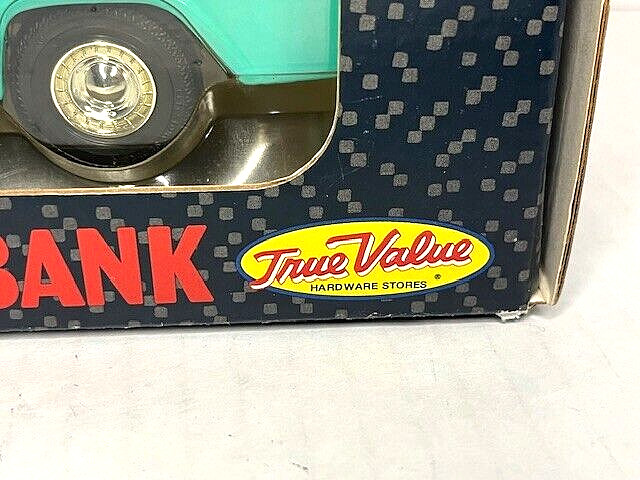 BANK
True Value
HARDWARE STORES ®